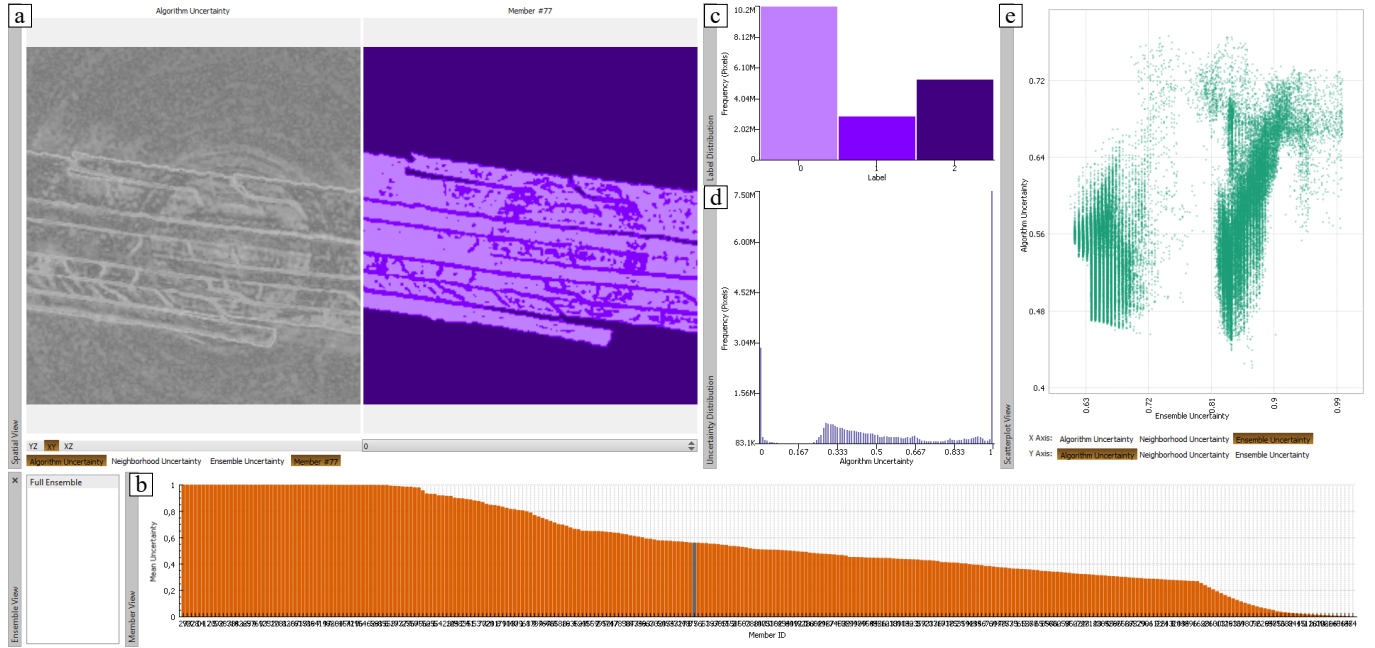 a
Algorithm Uncertainty
Member #77
Spatial View
YZ XY XZ
0
Algorithm Uncertainty Neighborhood Uncertainty Ensemble Uncertainty Member #77
c
Label Distribution
Frequency (Pixels)
10.2M
8.12M
6.10M
4.04M
2.02M
0
0 1 2
Label
d
Uncertainty Distribution
Frequency (Pixels)
7.50M
6.00M
4.52M
3.04M
1.56M
83.1K
0 0.167 0.333 0.5 0.667 0.833 1
Algorithm Uncertainty
e
Scatterplot View
Algorithm Uncertainty
0.72
0.64
0.56
0.48
0.4
0.63 0.72 0.81 0.9 0.99
Ensemble Uncertainty
X Axis: Algorithm Uncertainty Neighborhood Uncertainty Ensemble Uncertainty
Y Axis: Algorithm Uncertainty Neighborhood Uncertainty Ensemble Uncertainty
Ensemble View
×
Full Ensemble
b
Member View
Mean Uncertainty
1
0,8
0,6
0,4
0,2
0
Member ID